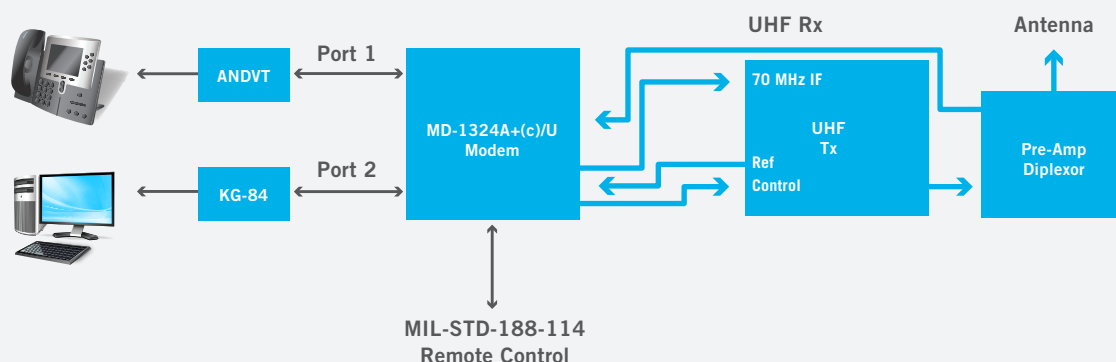 UHF Rx
Antenna
Port 1
ANDVT
70 MHz IF
MD-1324A+(c)/U
Modem
UHF
Tx
Pre-Amp
Diplexor
Port 2
KG-84
Ref
Control
MIL-STD-188-114
Remote Control